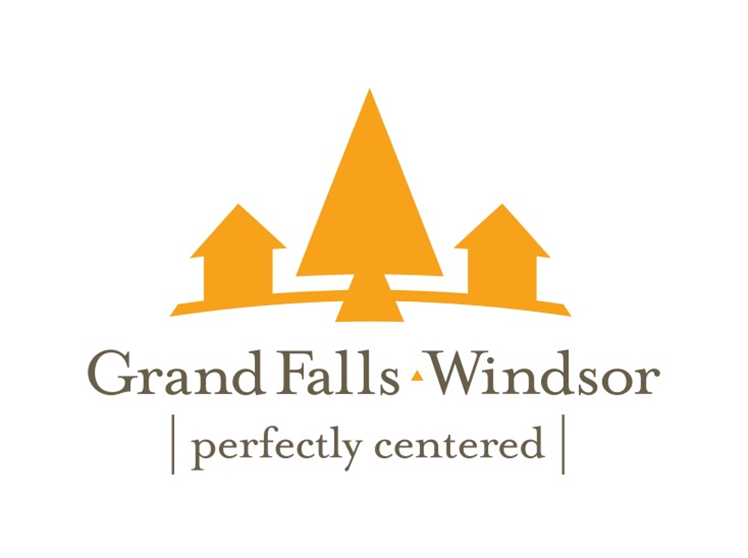 Grand Falls Windsor
| perfectly centered |